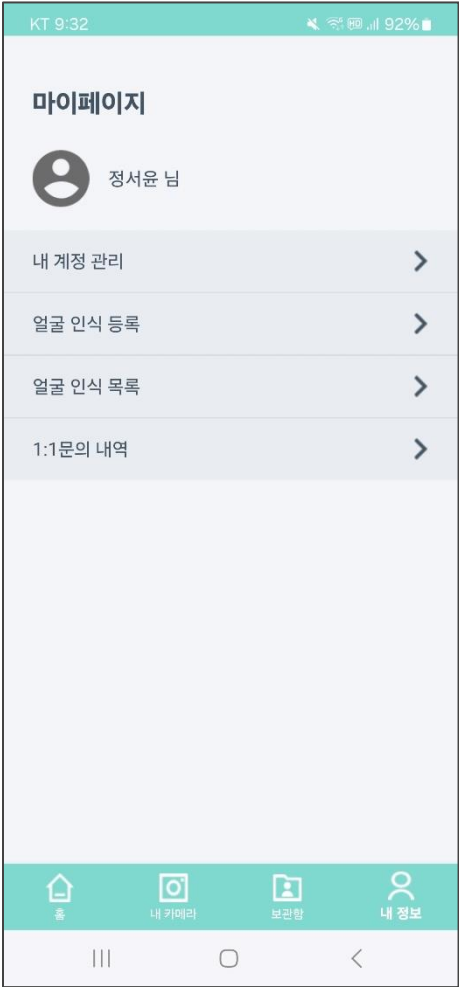 KT 9:32 92%
마이페이지
정서윤 님
내 계정 관리
얼굴 인식 등록
얼굴 인식 목록
1:1문의 내역
홈 내 카메라 보관함 내 정보